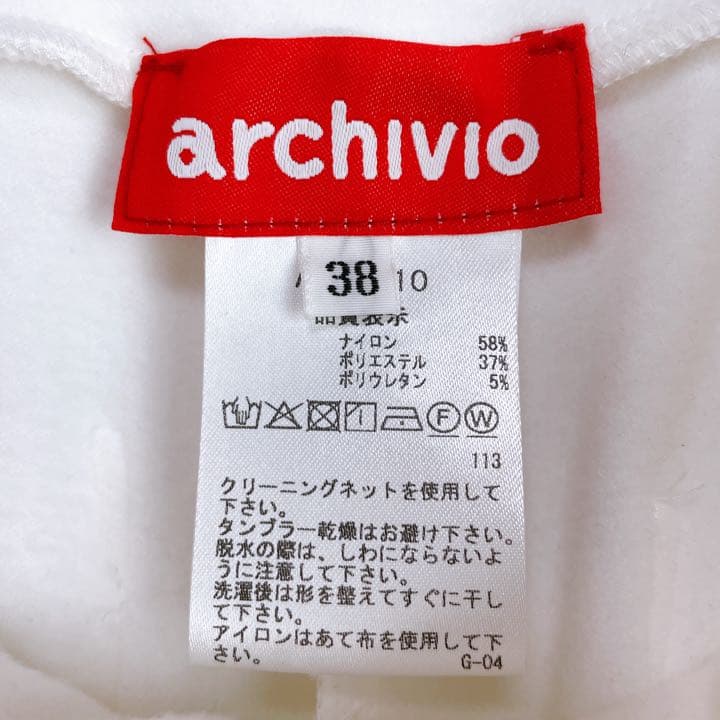 archivio
38
10
品質表示
ナイロン 58%
ポリエステル 37%
ポリウレタン 5%
F W
113
クリーニングネットを使用して
下さい。
タンブラー乾燥はお避け下さい。
脱水の際は、しわにならないよ
うに注意して下さい。
洗濯後は形を整えてすぐに干し
て下さい。
アイロンはあて布を使用して下
さい。
G-04